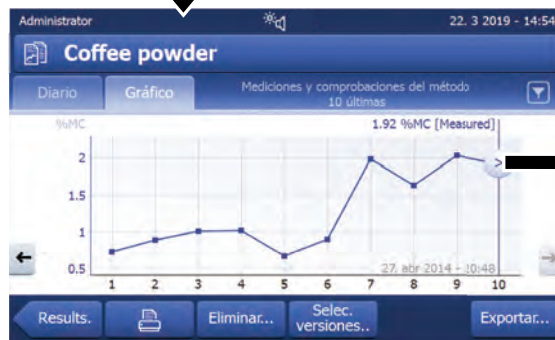 Administrator
22. 3 2019 - 14:54
Coffee powder
Diario
Gráfico
Mediciones y comprobaciones del método
10 últimas
%MC
1.92 %MC [Measured]
2
1.5
1
0.5
27. abr 2014 - 10:48
1 2 3 4 5 6 7 8 9 10
Results.
Eliminar...
Selec.
versiones..
Exportar...